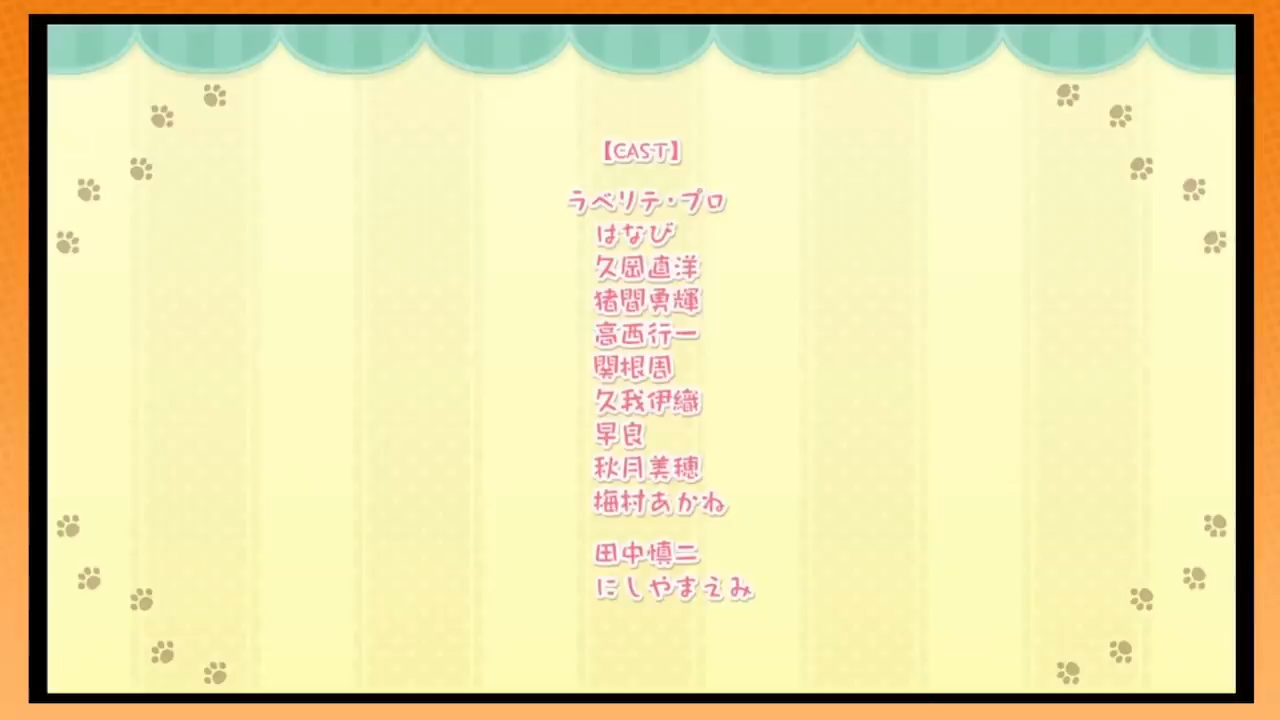 【CAST】
ラベリテ・プロ
はなび
久岡直洋
猪間勇輝
高西行一
関根周
久我伊織
早良
秋月美穂
梅村あかね
田中慎二
にしやまえみ